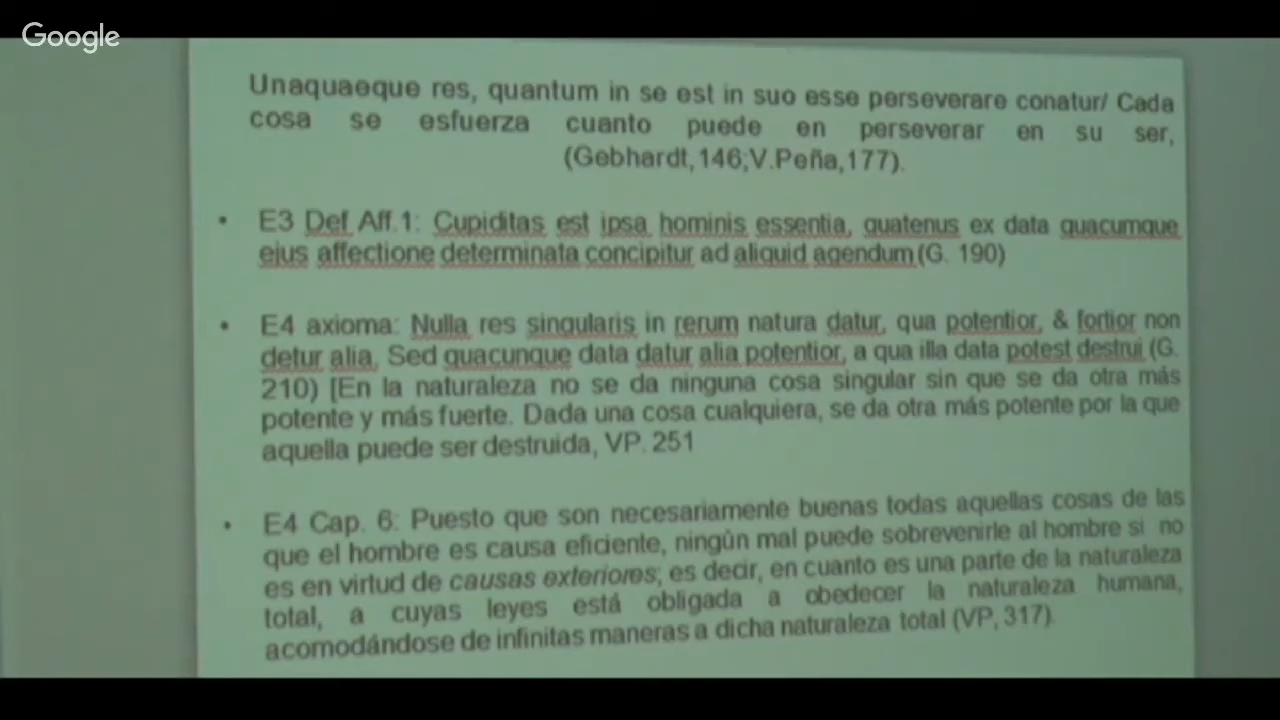 Google
Unaquaeque res, quantum in se est in suo esse perseverare conatur/ Cada
cosa se esfuerza cuanto puede en perseverar en su ser,
(Gebhardt, 146;V.Peña,177).
• E3 Def Aff.1: Cupiditas est ipsa hominis essentia, quatenus ex data quacumque
ejus affectione determinata concipitur ad aliquid agendum(G. 190)
• E4 axioma: Nulla res singularis in rerum natura datur, qua potentior, & fortior non
detur alia. Sed quacunque data datur alia potentior, a qua illa data potest destrui (G.
210) [En la naturaleza no se da ninguna cosa singular sin que se da otra más
potente y más fuerte. Dada una cosa cualquiera, se da otra más potente por la que
aquella puede ser destruida, VP. 251
• E4 Cap. 6: Puesto que son necesariamente buenas todas aquellas cosas de las
que el hombre es causa eficiente, ningún mal puede sobrevenirle al hombre si no
es en virtud de causas exteriores; es decir, en cuanto es una parte de la naturaleza
total, a cuyas leyes está obligada a obedecer la naturaleza humana,
acomodándose de infinitas maneras a dicha naturaleza total (VP, 317).